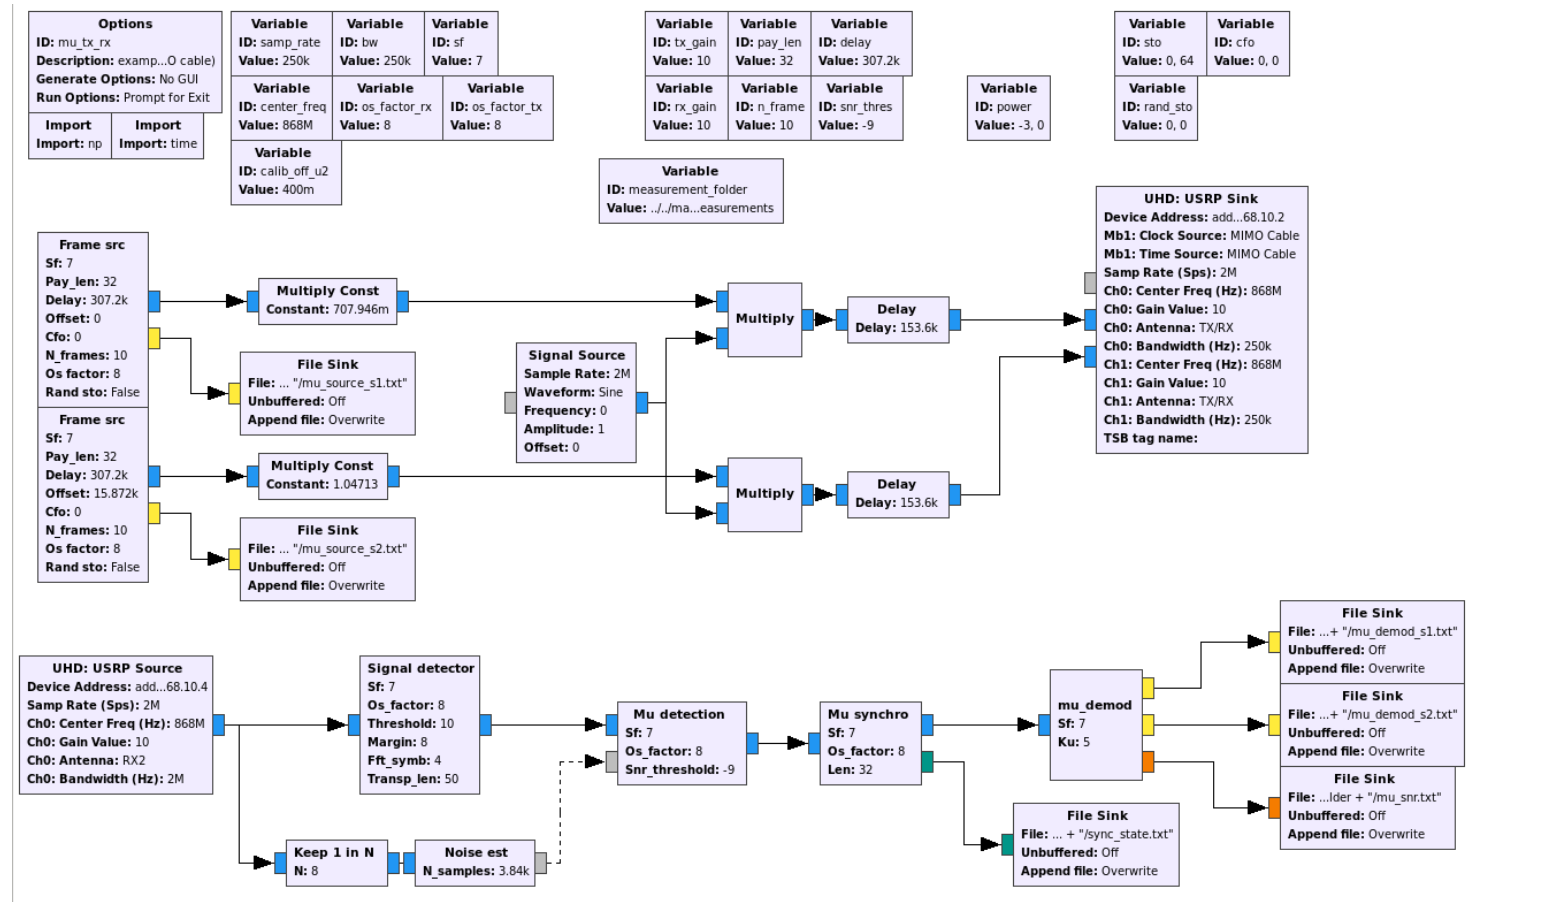 Options
ID: mu_tx_rx
Description: examp...O cable)
Generate Options: No GUI
Run Options: Prompt for Exit
Import
Import: np
Import
Import: time
Variable
ID: samp_rate
Value: 250k
Variable
ID: bw
Value: 250k
Variable
ID: sf
Value: 7
Variable
ID: center_freq
Value: 868M
Variable
ID: os_factor_rx
Value: 8
Variable
ID: os_factor_tx
Value: 8
Variable
ID: calib_off_u2
Value: 400m
Variable
ID: tx_gain
Value: 10
Variable
ID: pay_len
Value: 32
Variable
ID: delay
Value: 307.2k
Variable
ID: rx_gain
Value: 10
Variable
ID: n_frame
Value: 10
Variable
ID: snr_thres
Value: -9
Variable
ID: measurement_folder
Value: ../../ma...easurements
Variable
ID: power
Value: -3, 0
Variable
ID: sto
Value: 0, 64
Variable
ID: cfo
Value: 0, 0
Variable
ID: rand_sto
Value: 0, 0
Frame src
Sf: 7
Pay_len: 32
Delay: 307.2k
Offset: 0
Cfo: 0
N_frames: 10
Os factor: 8
Rand sto: False
Multiply Const
Constant: 707.946m
File Sink
File: ... "/mu_source_s1.txt"
Unbuffered: Off
Append file: Overwrite
Frame src
Sf: 7
Pay_len: 32
Delay: 307.2k
Offset: 15.872k
Cfo: 0
N_frames: 10
Os factor: 8
Rand sto: False
Multiply Const
Constant: 1.04713
File Sink
File: ... "/mu_source_s2.txt"
Unbuffered: Off
Append file: Overwrite
Signal Source
Sample Rate: 2M
Waveform: Sine
Frequency: 0
Amplitude: 1
Offset: 0
Multiply
Delay
Delay: 153.6k
Multiply
Delay
Delay: 153.6k
UHD: USRP Sink
Device Address: add...68.10.2
Mb1: Clock Source: MIMO Cable
Mb1: Time Source: MIMO Cable
Samp Rate (Sps): 2M
Ch0: Center Freq (Hz): 868M
Ch0: Gain Value: 10
Ch0: Antenna: TX/RX
Ch0: Bandwidth (Hz): 250k
Ch1: Center Freq (Hz): 868M
Ch1: Gain Value: 10
Ch1: Antenna: TX/RX
Ch1: Bandwidth (Hz): 250k
TSB tag name:
UHD: USRP Source
Device Address: add...68.10.4
Samp Rate (Sps): 2M
Ch0: Center Freq (Hz): 868M
Ch0: Gain Value: 10
Ch0: Antenna: RX2
Ch0: Bandwidth (Hz): 2M
Signal detector
Sf: 7
Os_factor: 8
Threshold: 10
Margin: 8
Fft_symb: 4
Transp_len: 50
Keep 1 in N
N: 8
Noise est
N_samples: 3.84k
Mu detection
Sf: 7
Os_factor: 8
Snr_threshold: -9
Mu synchro
Sf: 7
Os_factor: 8
Len: 32
mu_demod
Sf: 7
Ku: 5
File Sink
File: ... + "/sync_state.txt"
Unbuffered: Off
Append file: Overwrite
File Sink
File: ...+ "/mu_demod_s1.txt"
Unbuffered: Off
Append file: Overwrite
File Sink
File: ...+ "/mu_demod_s2.txt"
Unbuffered: Off
Append file: Overwrite
File Sink
File: ...lder + "/mu_snr.txt"
Unbuffered: Off
Append file: Overwrite